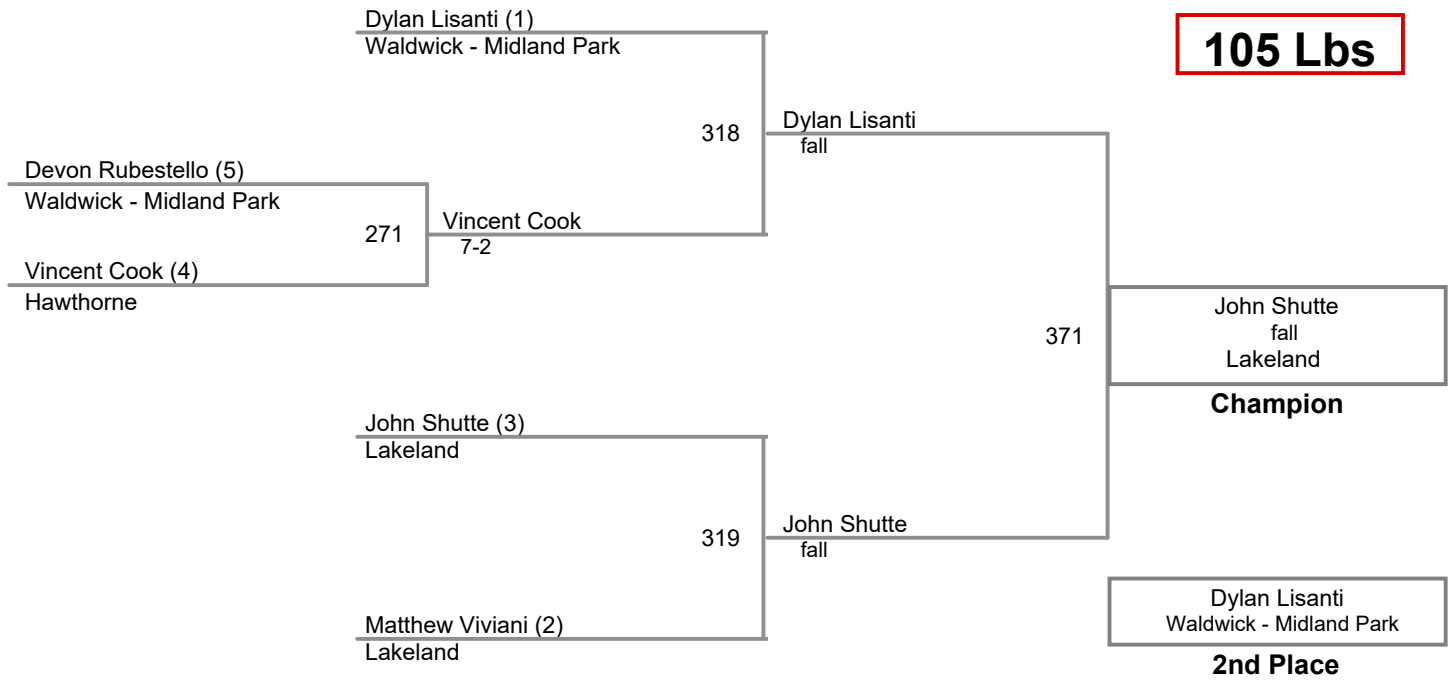 Dylan Lisanti (1)
Waldwick - Midland Park
105 Lbs
318
Dylan Lisanti
fall
Devon Rubestello (5)
Waldwick - Midland Park
271
Vincent Cook
7-2
Vincent Cook (4)
Hawthorne
371
John Shutte
fall
Lakeland
Champion
John Shutte (3)
Lakeland
319
John Shutte
fall
Matthew Viviani (2)
Lakeland
Dylan Lisanti
Waldwick - Midland Park
2nd Place